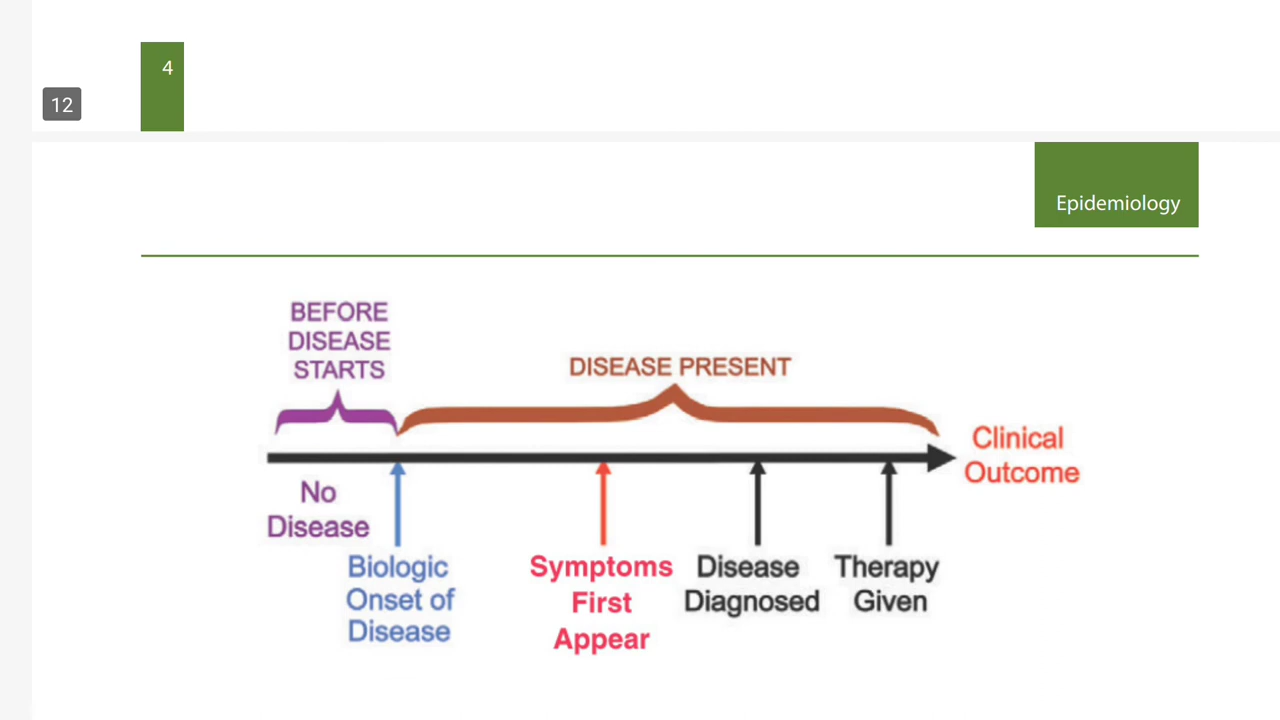 4
12
Epidemiology
BEFORE
DISEASE
STARTS
DISEASE PRESENT
Clinical
Outcome
No
Disease
Biologic
Onset of
Disease
Symptoms
First
Appear
Disease
Diagnosed
Therapy
Given